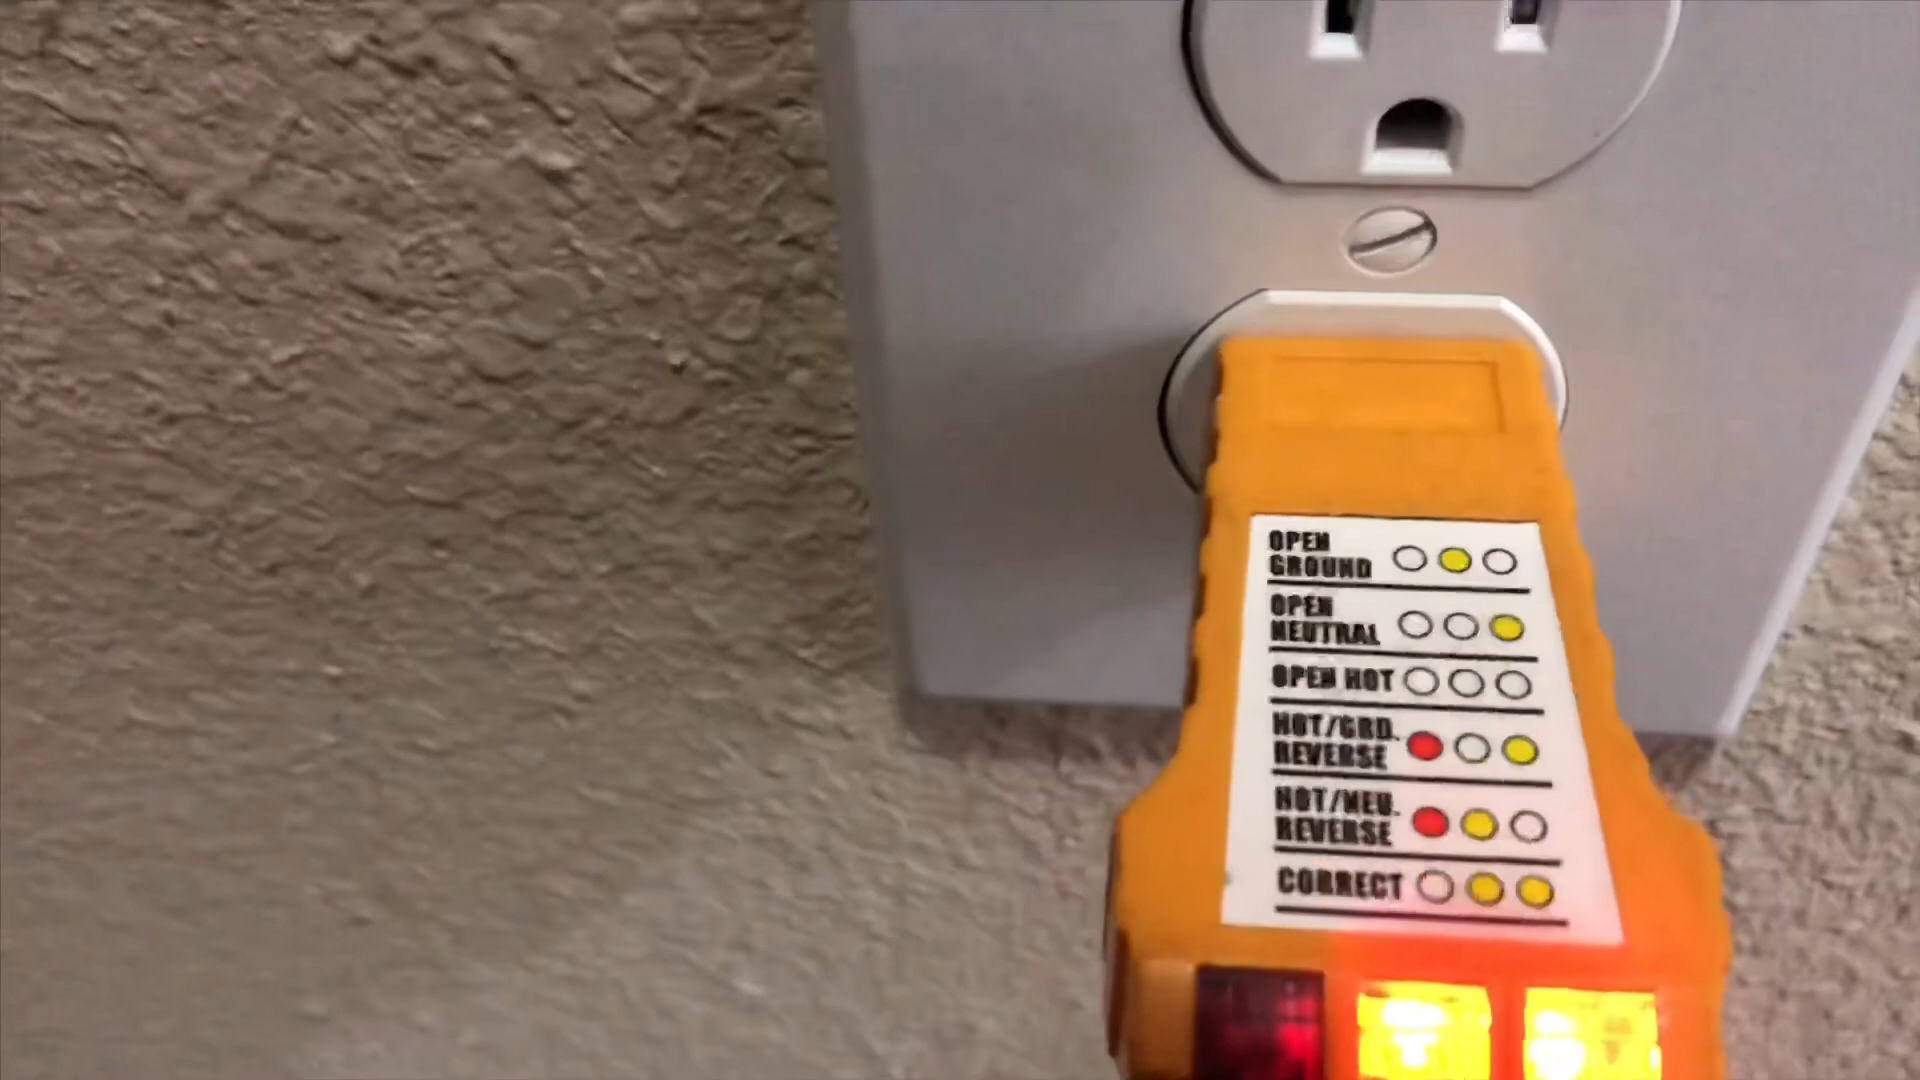 OPEN
GROUND
OPEN
NEUTRAL
OPEN HOT
HOT/GRD.
REVERSE
HOT/NEU.
REVERSE
CORRECT